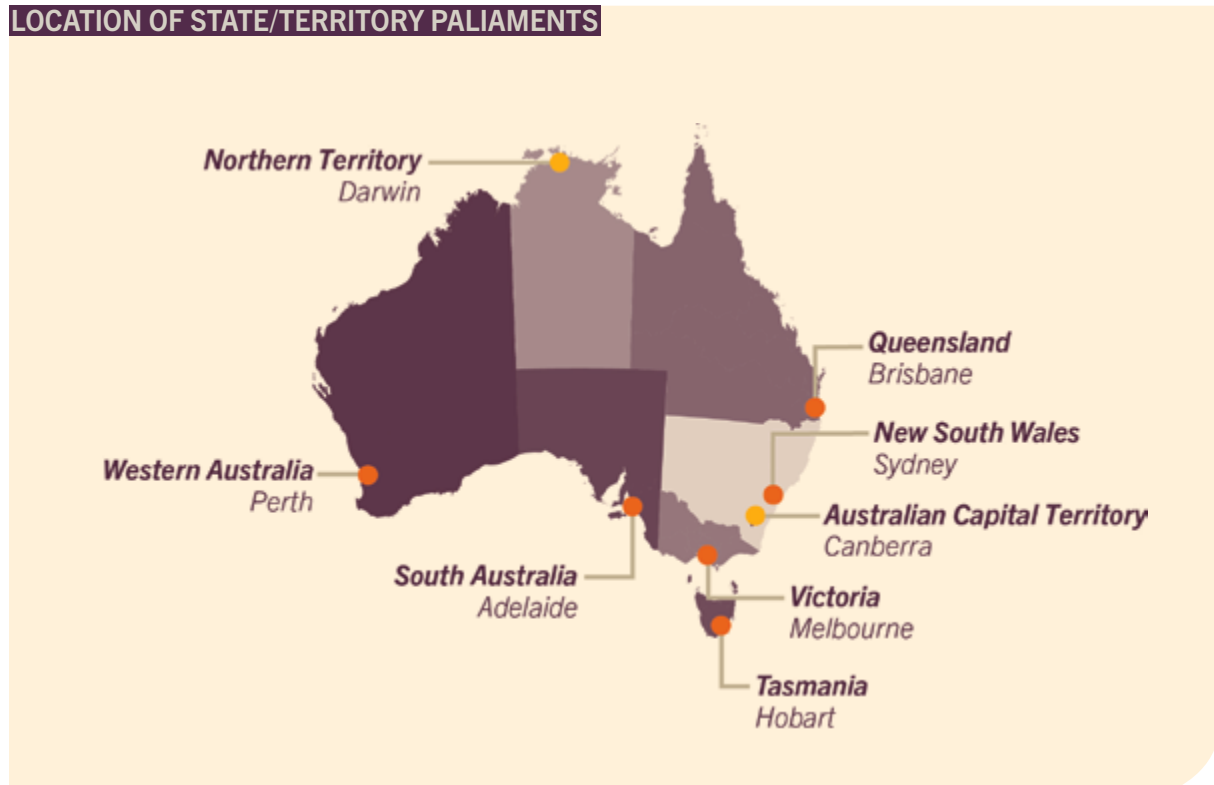 LOCATION OF STATE/TERRITORY PALIAMENTS
Northern Territory
Darwin
Queensland
Brisbane
New South Wales
Sydney
Western Australia
Perth
Australian Capital Territory
Canberra
South Australia
Adelaide
Victoria
Melbourne
Tasmania
Hobart